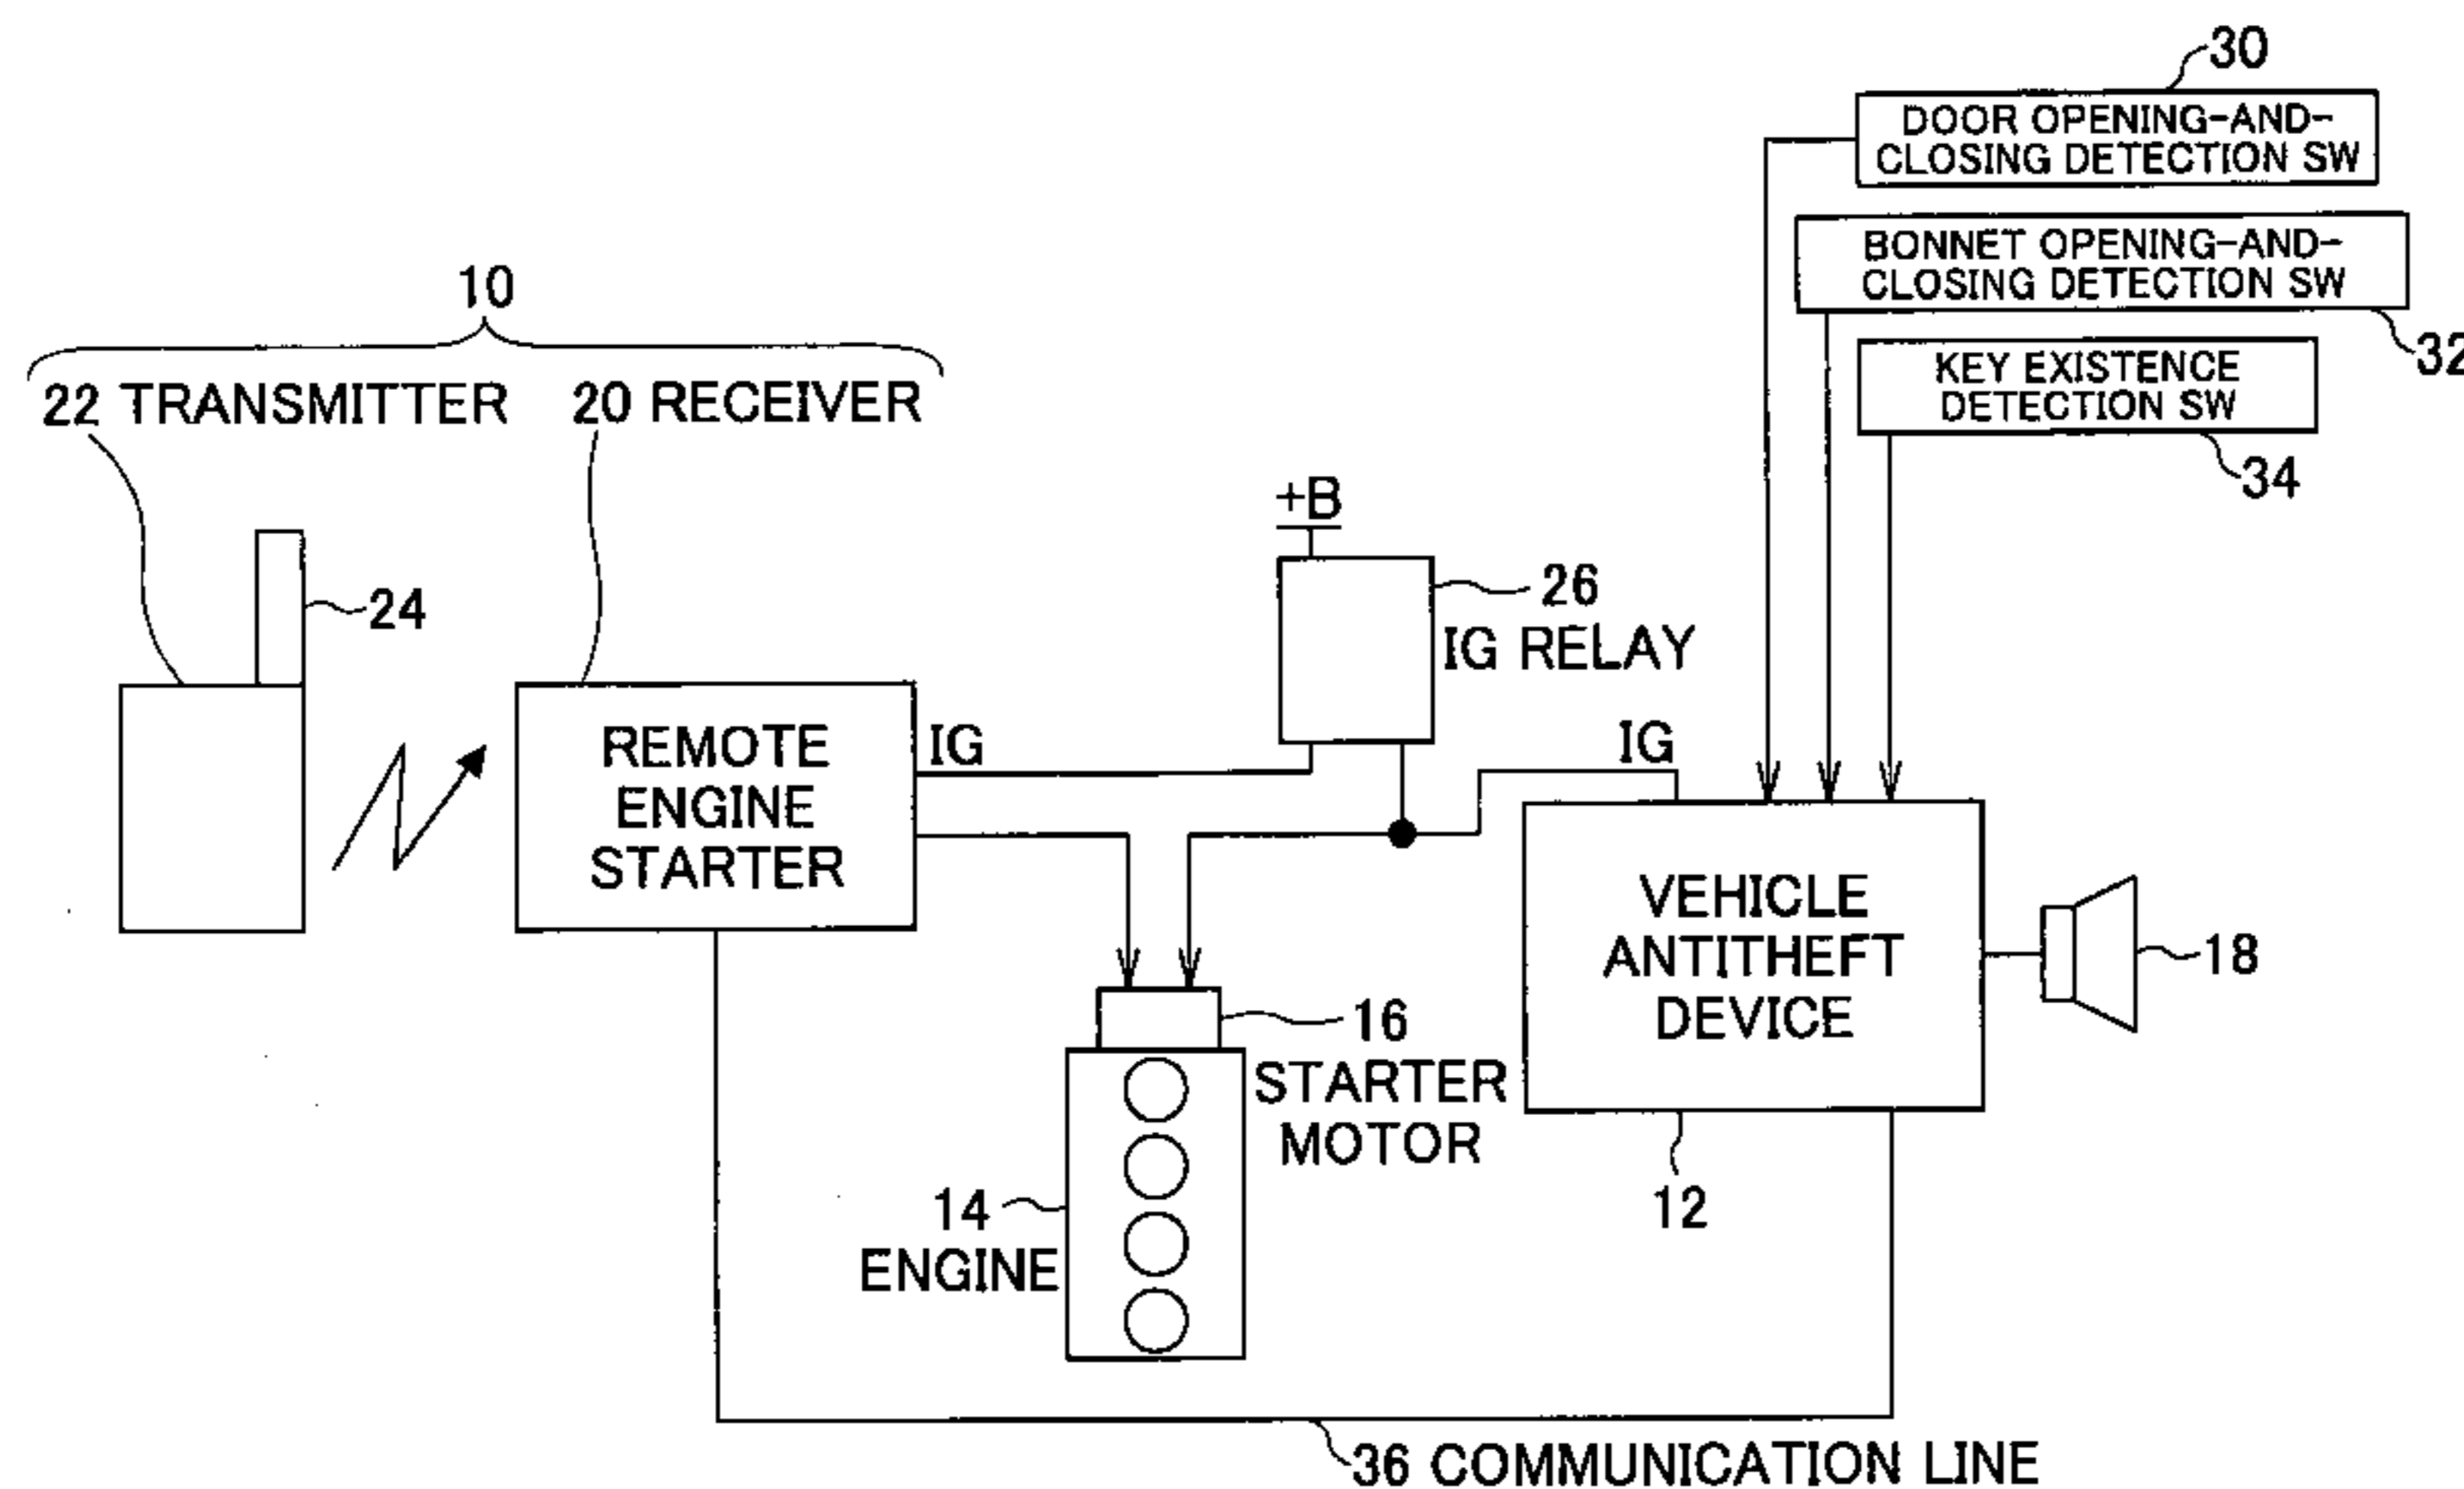 30
DOOR OPENING-AND-
CLOSING DETECTION SW
BONNET OPENING-AND-
CLOSING DETECTION SW
32
KEY EXISTENCE
DETECTION SW
34
10
22 TRANSMITTER
20 RECEIVER
24
+B
26
IG RELAY
REMOTE
ENGINE
STARTER
IG
IG
VEHICLE
ANTITHEFT
DEVICE
18
12
16
STARTER
MOTOR
14
ENGINE
36 COMMUNICATION LINE